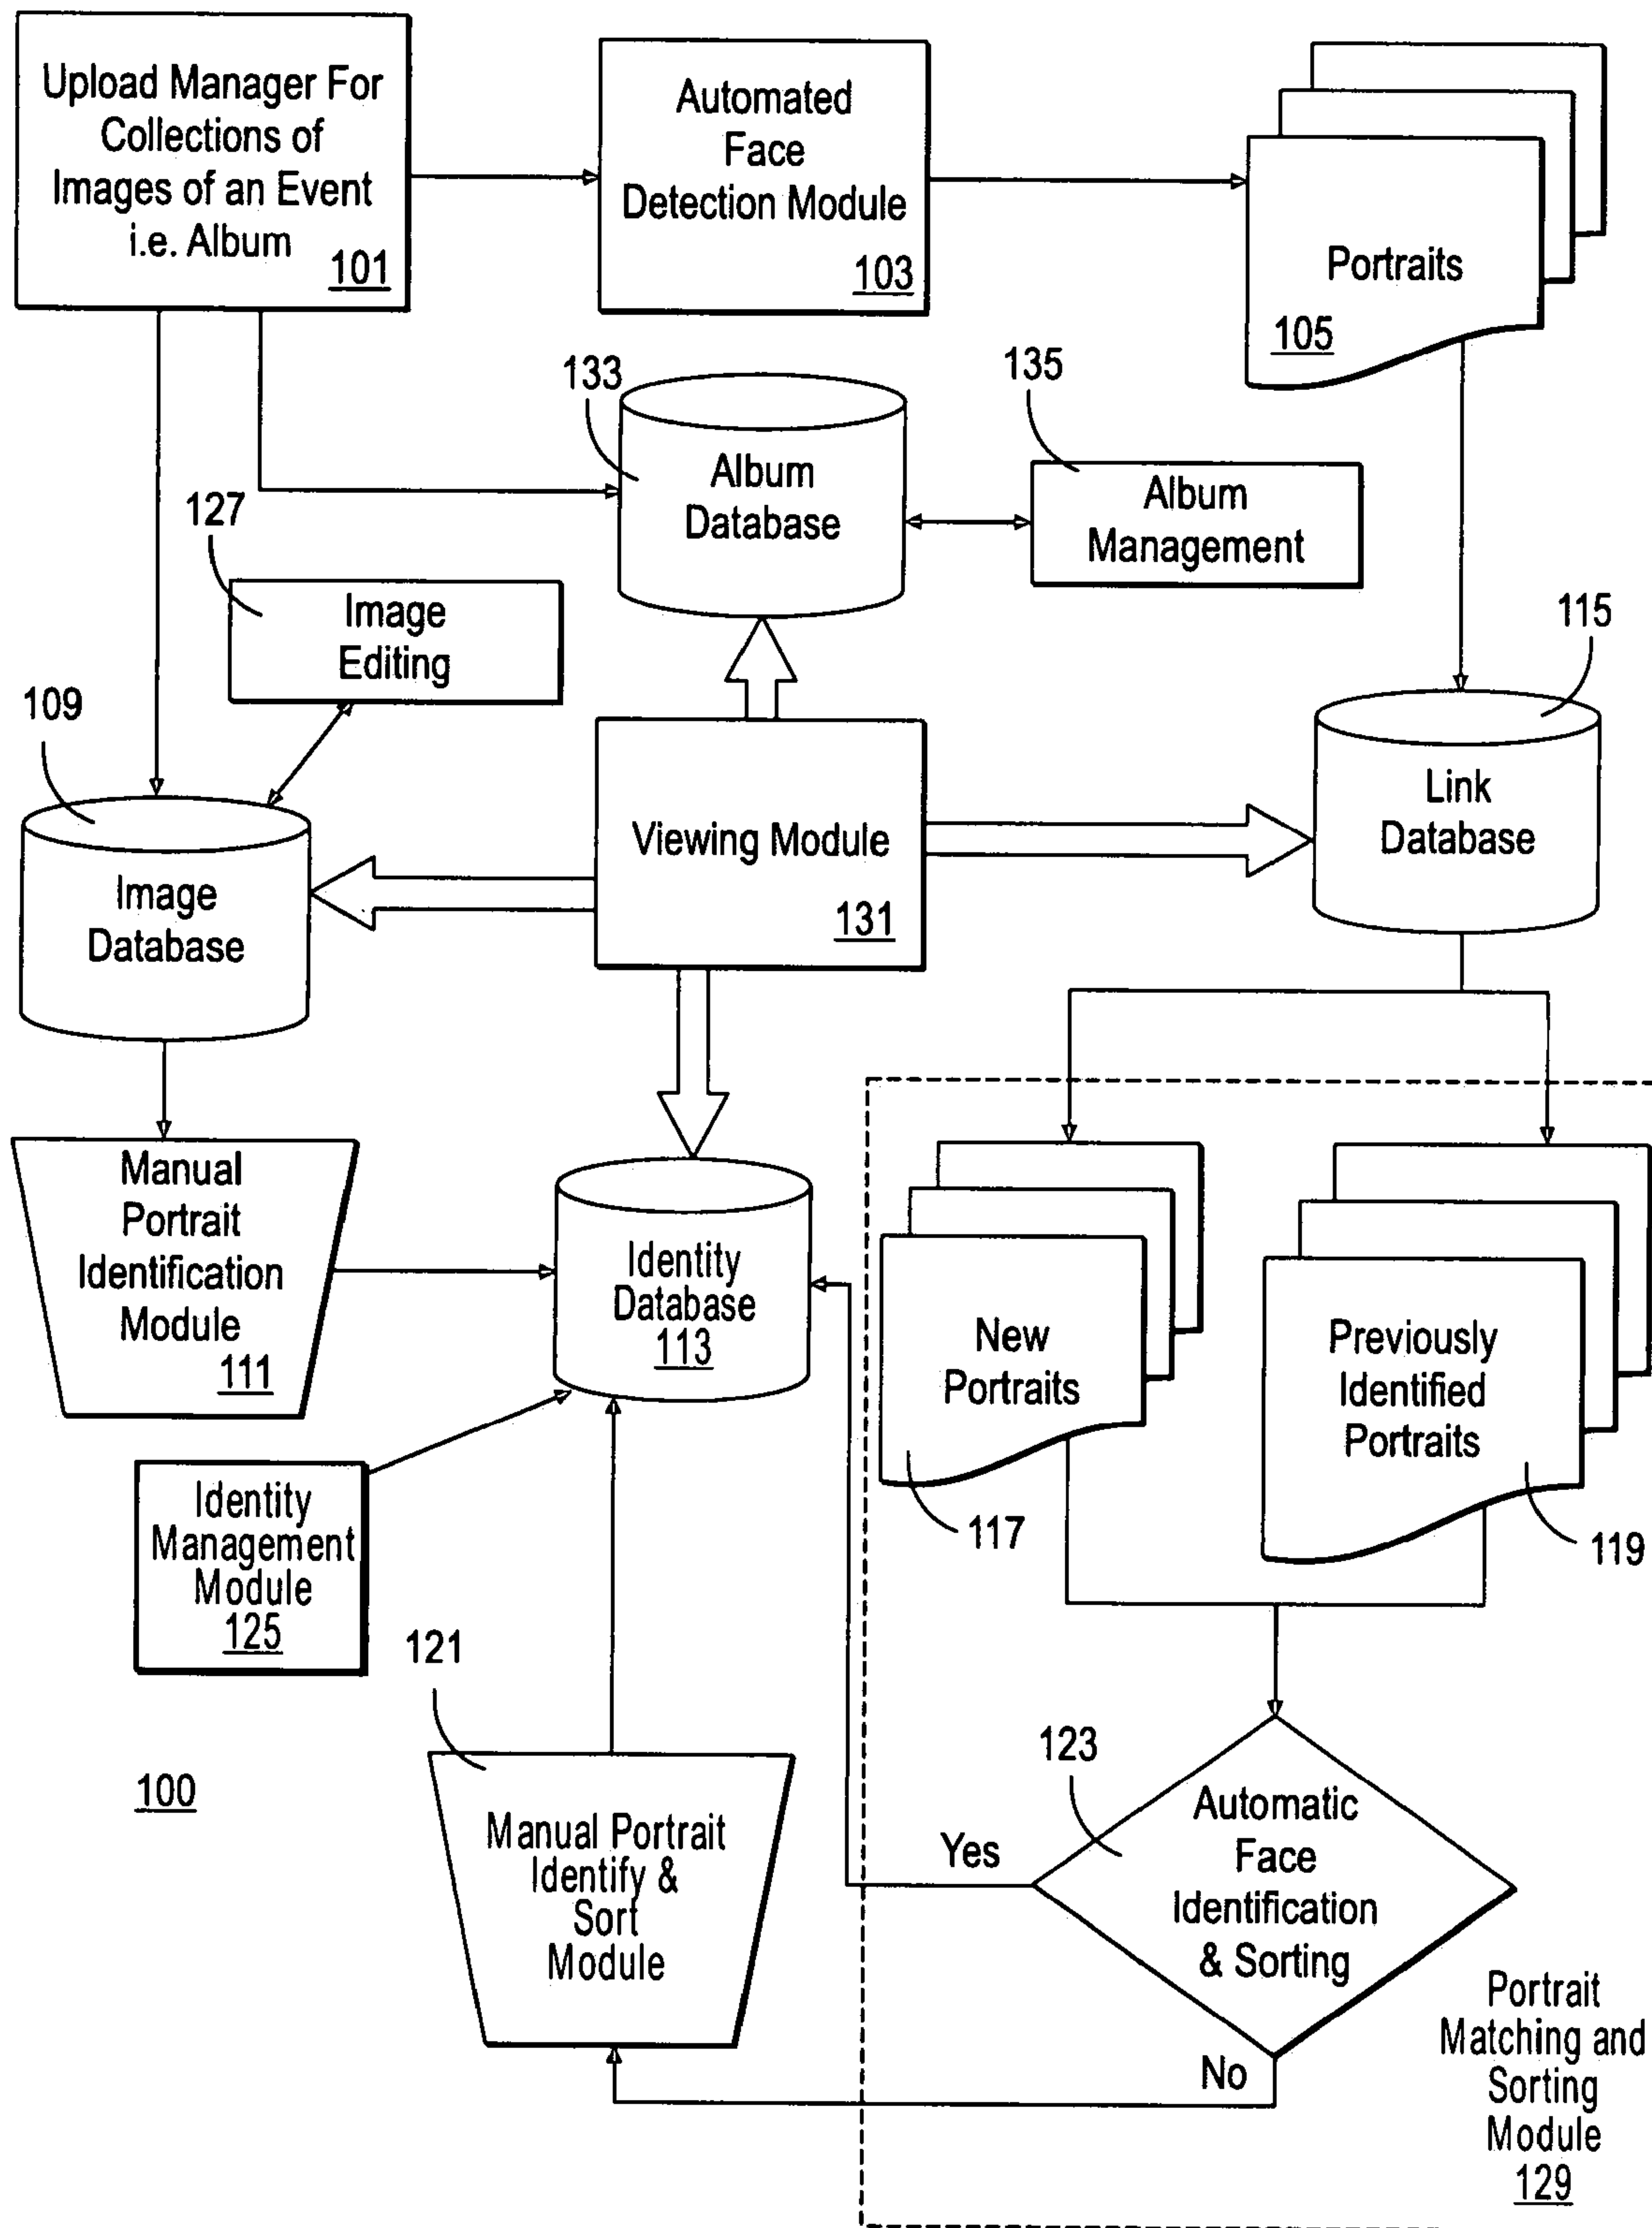 Upload Manager For
Collections of
Images of an Event
i.e. Album
101
Automated
Face
Detection Module
103
Portraits
105
133
Album
Database
135
Album
Management
127
Image
Editing
109
Image
Database
Viewing Module
131
115
Link
Database
Manual
Portrait
Identification
Module
111
Identity
Database
113
New
Portraits
117
Previously
Identified
Portraits
119
Identity
Management
Module
125
121
Manual Portrait
Identify &
Sort
Module
100
123
Automatic
Face
Identification
& Sorting
Yes
No
Portrait
Matching and
Sorting
Module
129